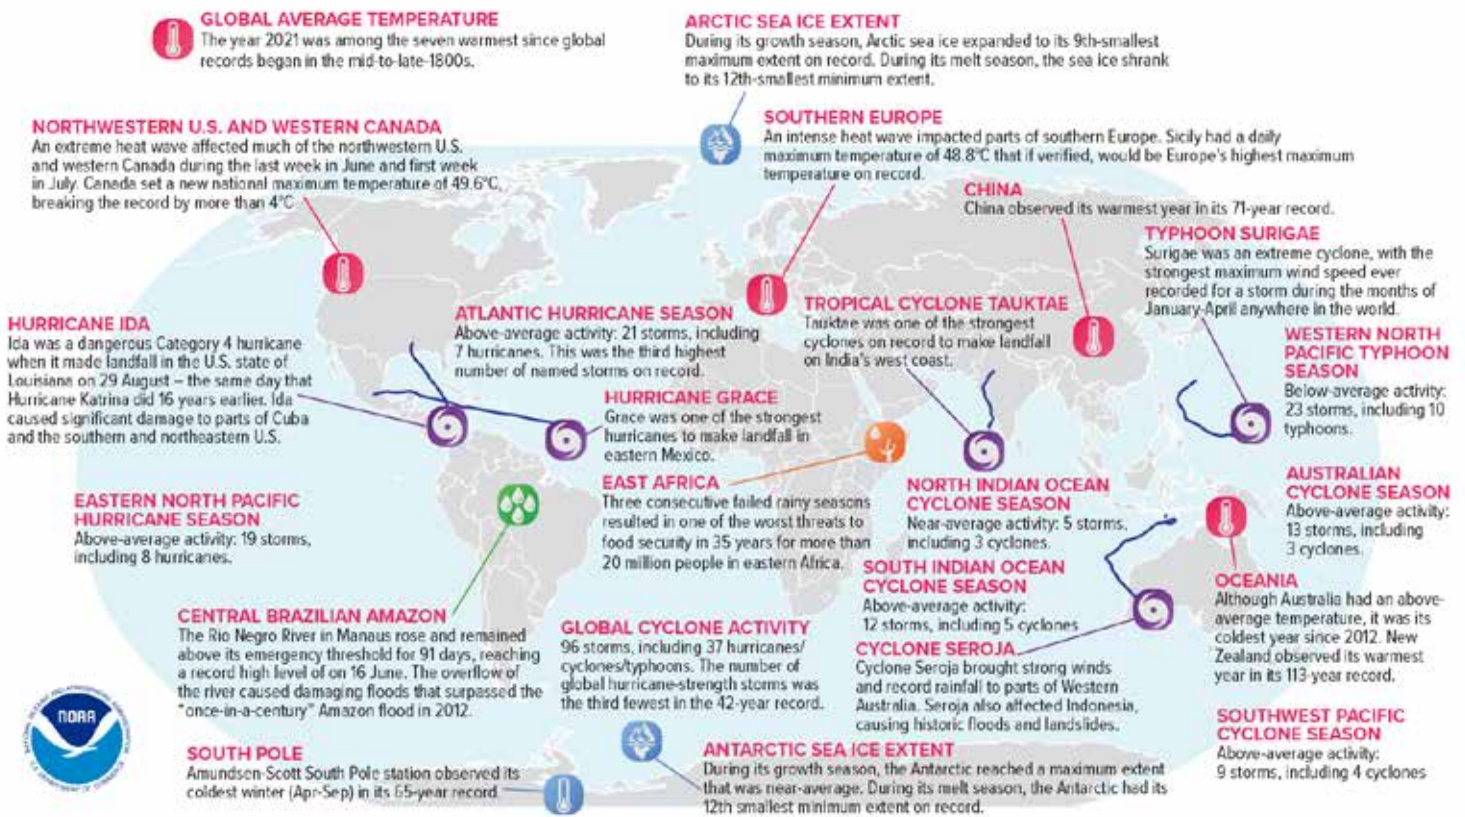 GLOBAL AVERAGE TEMPERATURE
The year 2021 was among the seven warmest since global
records began in the mid-to-late-1800s.
ARCTIC SEA ICE EXTENT
During its growth season, Arctic sea ice expanded to its 9th-smallest
maximum extent on record. During its melt season, the sea ice shrank
to its 12th-smallest minimum extent.
NORTHWESTERN U.S. AND WESTERN CANADA
An extreme heat wave affected much of the northwestern U.S.
and western Canada during the last week in June and first week
in July. Canada set a new national maximum temperature of 49.6°C,
breaking the record by more than 4°C
SOUTHERN EUROPE
An intense heat wave impacted parts of southern Europe. Sicily had a daily
maximum temperature of 48.8°C that if verified, would be Europe's highest maximum
temperature on record.
CHINA
China observed its warmest year in its 71-year record.
TYPHOON SURIGAE
Surigae was an extreme cyclone, with the
strongest maximum wind speed ever
recorded for a storm during the months of
January-April anywhere in the world.
HURRICANE IDA
Ida was a dangerous Category 4 hurricane
when it made landfall in the U.S. state of
Louisiana on 29 August – the same day that
Hurricane Katrina did 16 years earlier. Ida
caused significant damage to parts of Cuba
and the southern and northeastern U.S.
ATLANTIC HURRICANE SEASON
Above-average activity: 21 storms, including
7 hurricanes. This was the third highest
number of named storms on record.
TROPICAL CYCLONE TAUKTAE
Tauktae was one of the strongest
cyclones on record to make landfall
on India's west coast.
WESTERN NORTH
PACIFIC TYPHOON
SEASON
Below-average activity:
23 storms, including 10
typhoons.
HURRICANE GRACE
Grace was one of the strongest
hurricanes to make landfall in
eastern Mexico.
EAST AFRICA
Three consecutive failed rainy seasons
resulted in one of the worst threats to
food security in 35 years for more than
20 million people in eastern Africa.
NORTH INDIAN OCEAN
CYCLONE SEASON
Near-average activity: 5 storms,
including 3 cyclones.
AUSTRALIAN
CYCLONE SEASON
Above-average activity:
13 storms, including
3 cyclones.
EASTERN NORTH PACIFIC
HURRICANE SEASON
Above-average activity: 19 storms,
including 8 hurricanes.
SOUTH INDIAN OCEAN
CYCLONE SEASON
Above-average activity:
12 storms, including 5 cyclones
OCEANIA
Although Australia had an above-
average temperature, it was its
coldest year since 2012. New
Zealand observed its warmest
year in its 113-year record.
CENTRAL BRAZILIAN AMAZON
The Rio Negro River in Manaus rose and remained
above its emergency threshold for 91 days, reaching
a record high level of on 16 June. The overflow of
the river caused damaging floods that surpassed the
"once-in-a-century" Amazon flood in 2012.
GLOBAL CYCLONE ACTIVITY
96 storms, including 37 hurricanes/
cyclones/typhoons. The number of
global hurricane-strength storms was
the third fewest in the 42-year record.
CYCLONE SEROJA
Cyclone Seroja brought strong winds
and record rainfall to parts of Western
Australia. Seroja also affected Indonesia,
causing historic floods and landslides.
SOUTHWEST PACIFIC
CYCLONE SEASON
Above-average activity:
9 storms, including 4 cyclones
NOAA
SOUTH POLE
Amundsen-Scott South Pole station observed its
coldest winter (Apr-Sep) in its 65-year record
ANTARCTIC SEA ICE EXTENT
During its growth season, the Antarctic reached a maximum extent
that was near-average. During its melt season, the Antarctic had its
12th smallest minimum extent on record.